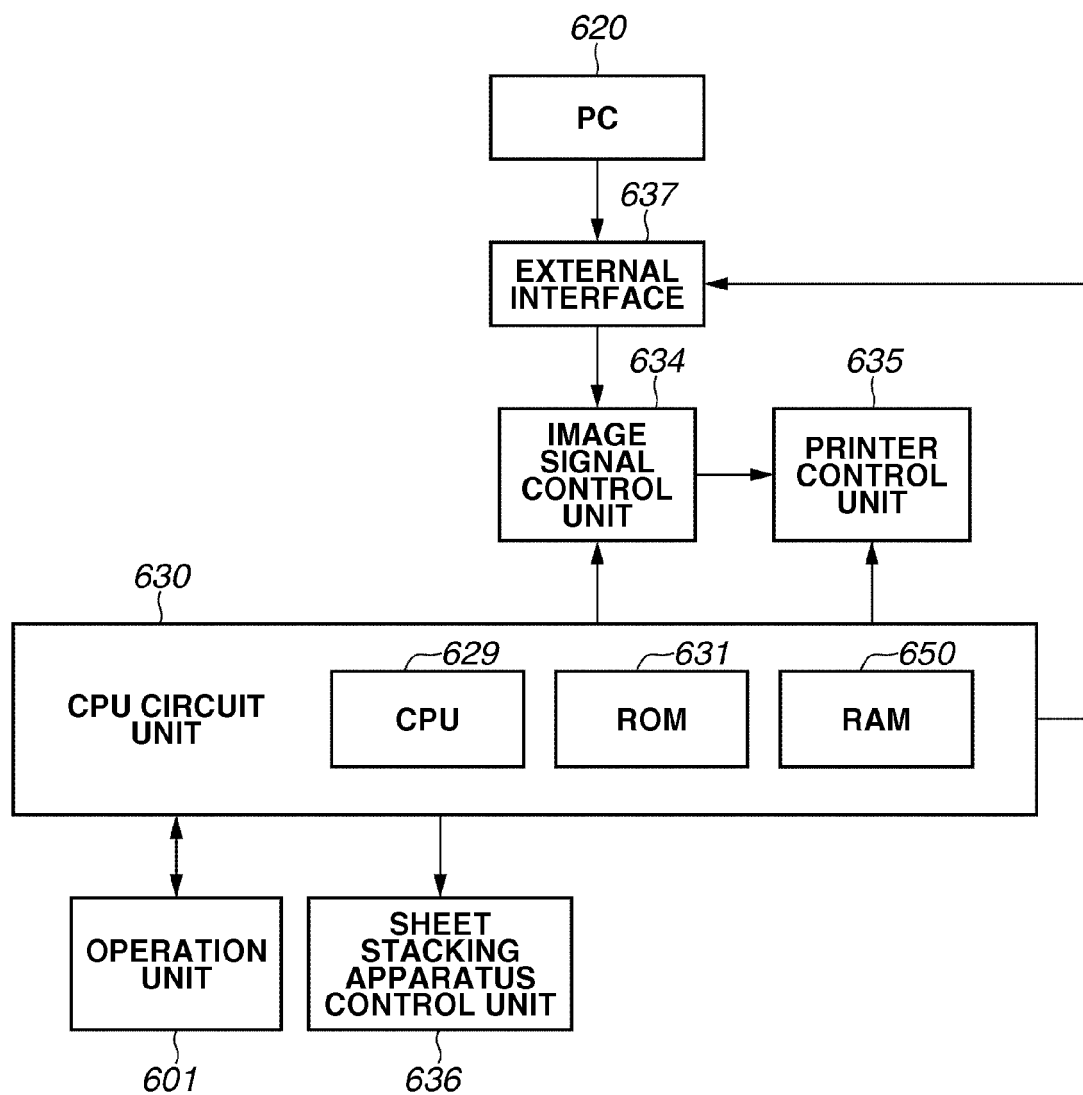 620
PC
637
EXTERNAL
INTERFACE
634
635
IMAGE
SIGNAL
CONTROL
UNIT
PRINTER
CONTROL
UNIT
630
629
631
650
CPU CIRCUIT
UNIT
CPU
ROM
RAM
OPERATION
UNIT
SHEET
STACKING
APPARATUS
CONTROL UNIT
601
636